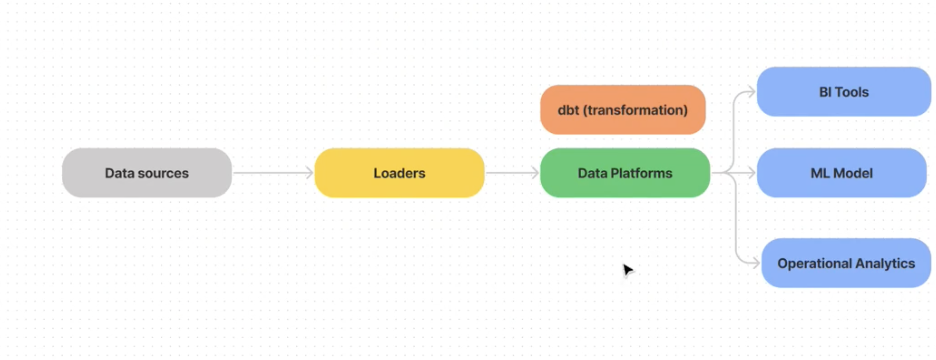 dbt (transformation)
Data sources
Loaders
Data Platforms
BI Tools
ML Model
Operational Analytics